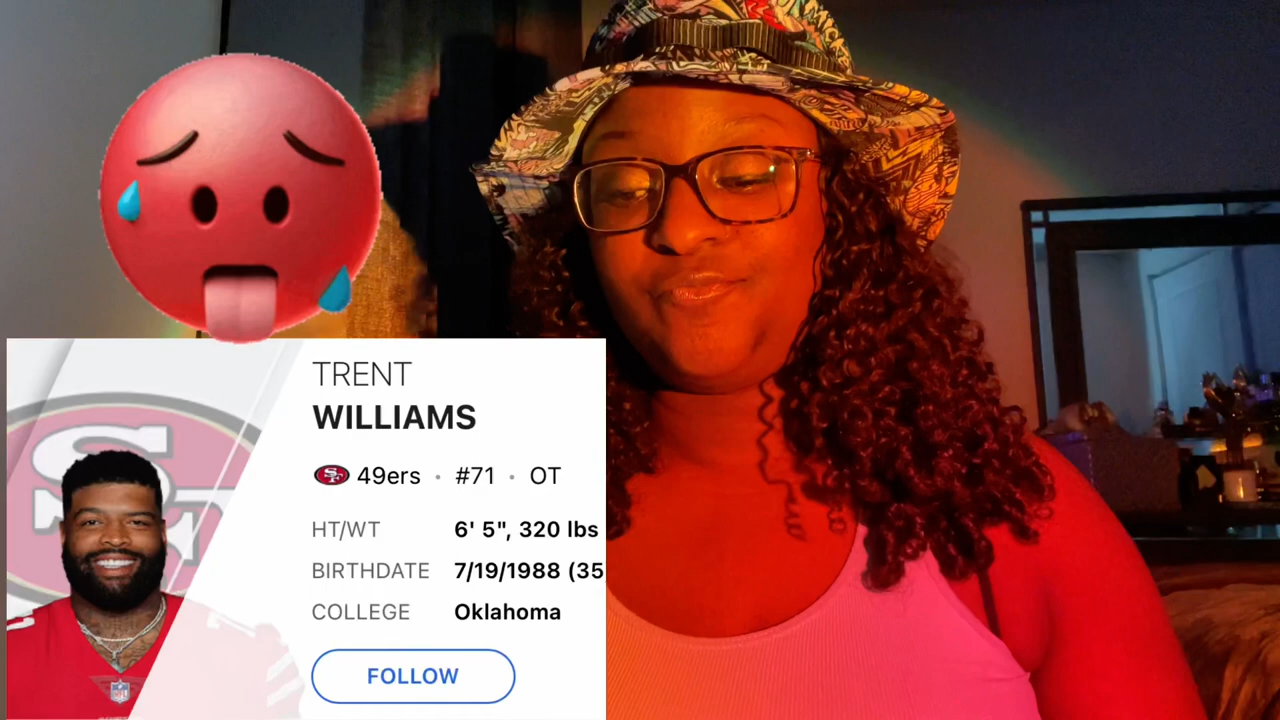 TRENT
WILLIAMS
49ers · #71 · OT
HT/WT 6' 5", 320 lbs
BIRTHDATE 7/19/1988 (35
COLLEGE Oklahoma
FOLLOW